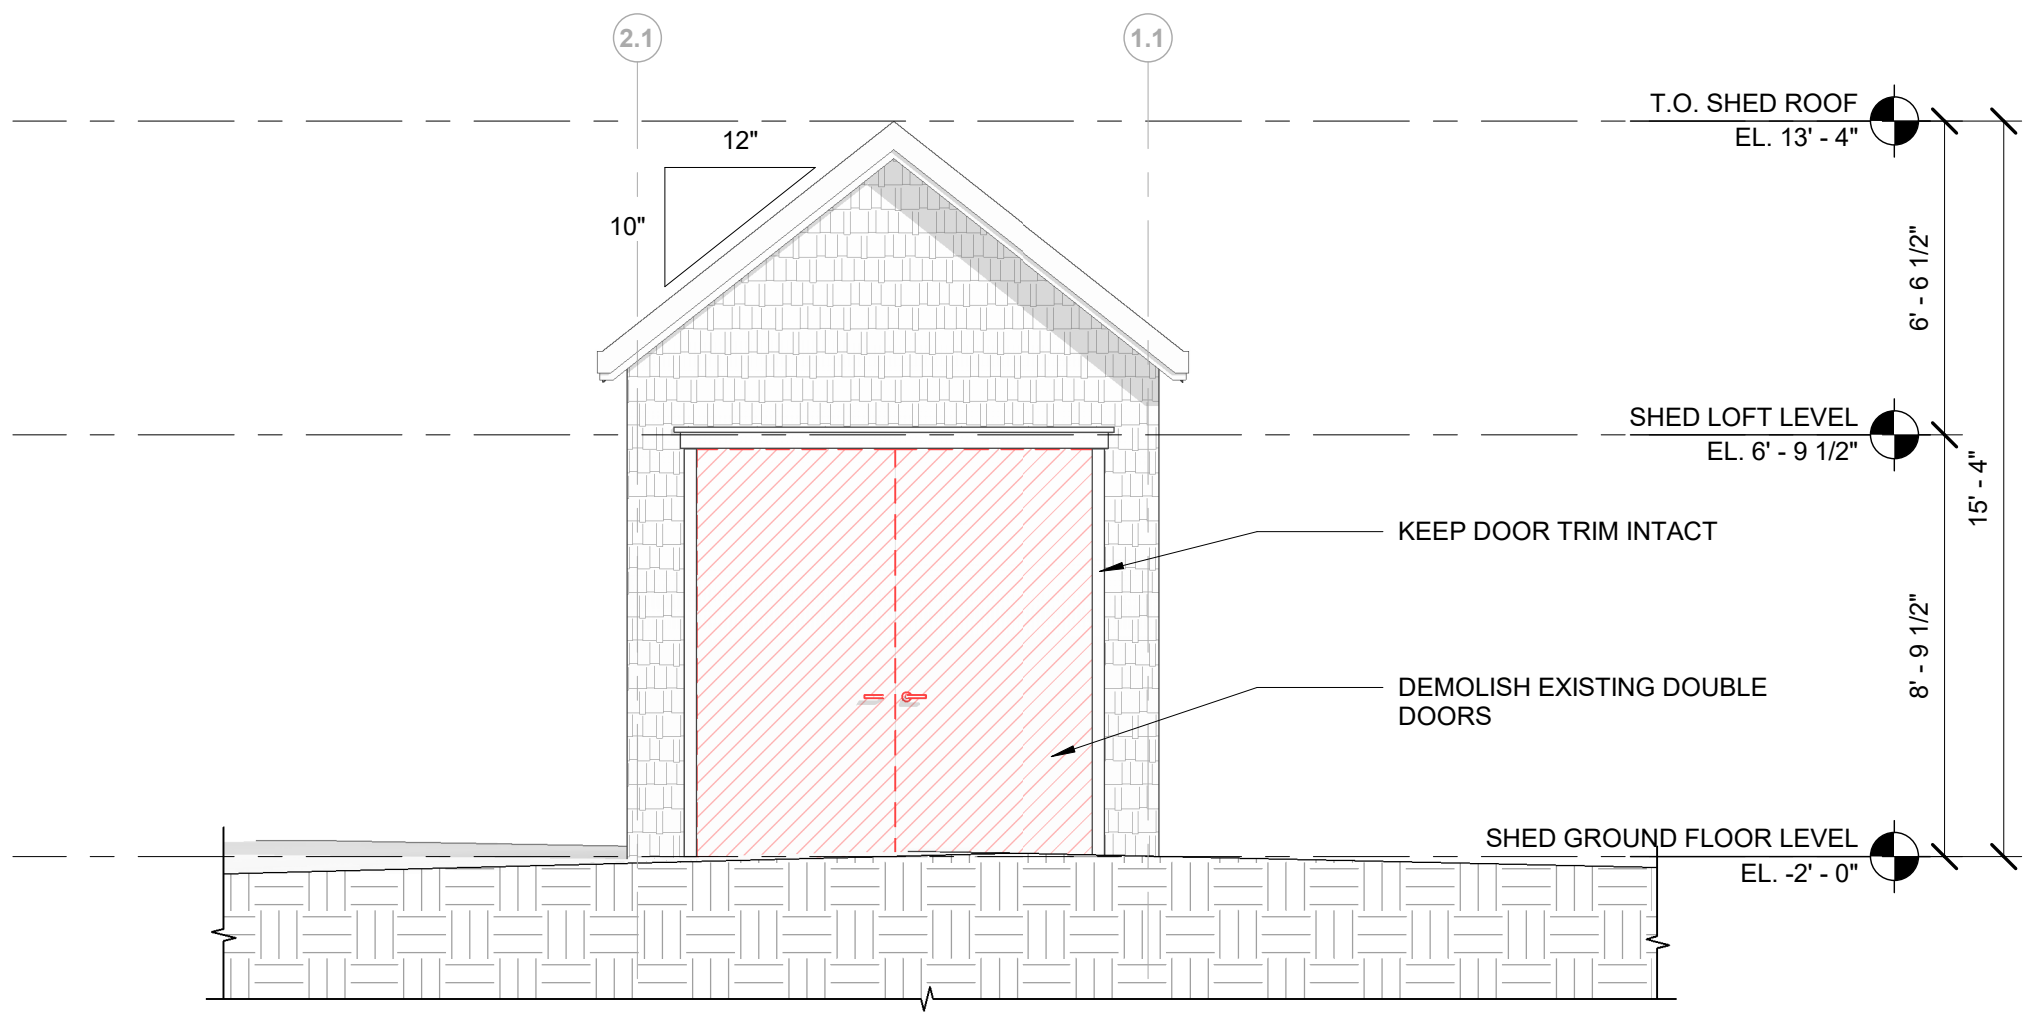 2.1
1.1
T.O. SHED ROOF
EL. 13' - 4"
12"
10"
6' - 6 1/2"
SHED LOFT LEVEL
EL. 6' - 9 1/2"
15' - 4"
KEEP DOOR TRIM INTACT
8' - 9 1/2"
DEMOLISH EXISTING DOUBLE
DOORS
SHED GROUND FLOOR LEVEL
EL. -2' - 0"